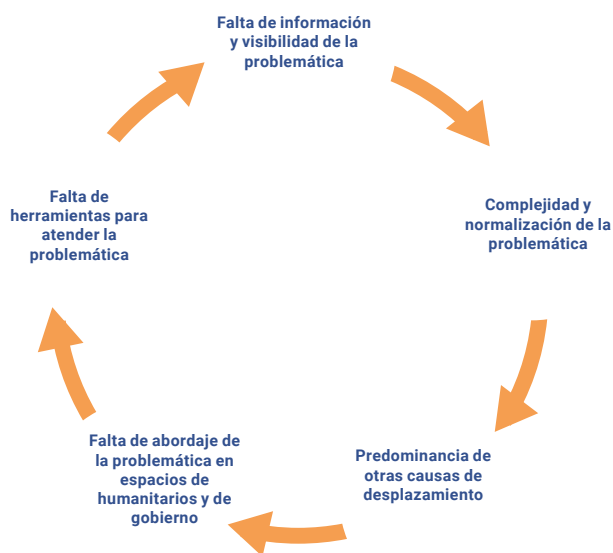 Falta de información
y visibilidad de la
problemática
Complejidad y
normalización de la
problemática
Predominancia de
otras causas de
desplazamiento
Falta de abordaje de
la problemática en
espacios de
humanitarios y de
gobierno
Falta de
herramientas para
atender la
problemática